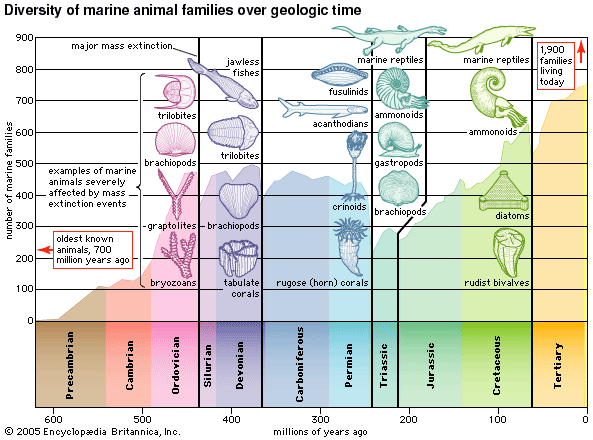 Diversity of marine animal families over geologic time
900
800
700
600
500
400
300
200
100
0
number of marine families
major mass extinction
examples of marine
animals severely
affected by mass
extinction events
oldest known
animals, 700
million years ago
trilobites
brachiopods
graptolites
bryozoans
jawless
fishes
trilobites
brachiopods
tabulate
corals
fusulinids
acanthodians
crinoids
rugose (horn) corals
marine reptiles
ammonoids
gastropods
brachiopods
marine reptiles
ammonoids
diatoms
rudist bivalves
1,900
families
living
today
Precambrian
Cambrian
Ordovician
Silurian
Devonian
Carboniferous
Permian
Triassic
Jurassic
Cretaceous
Tertiary
600
500
400
300
200
100
0
millions of years ago
© 2005 Encyclopædia Britannica, Inc.